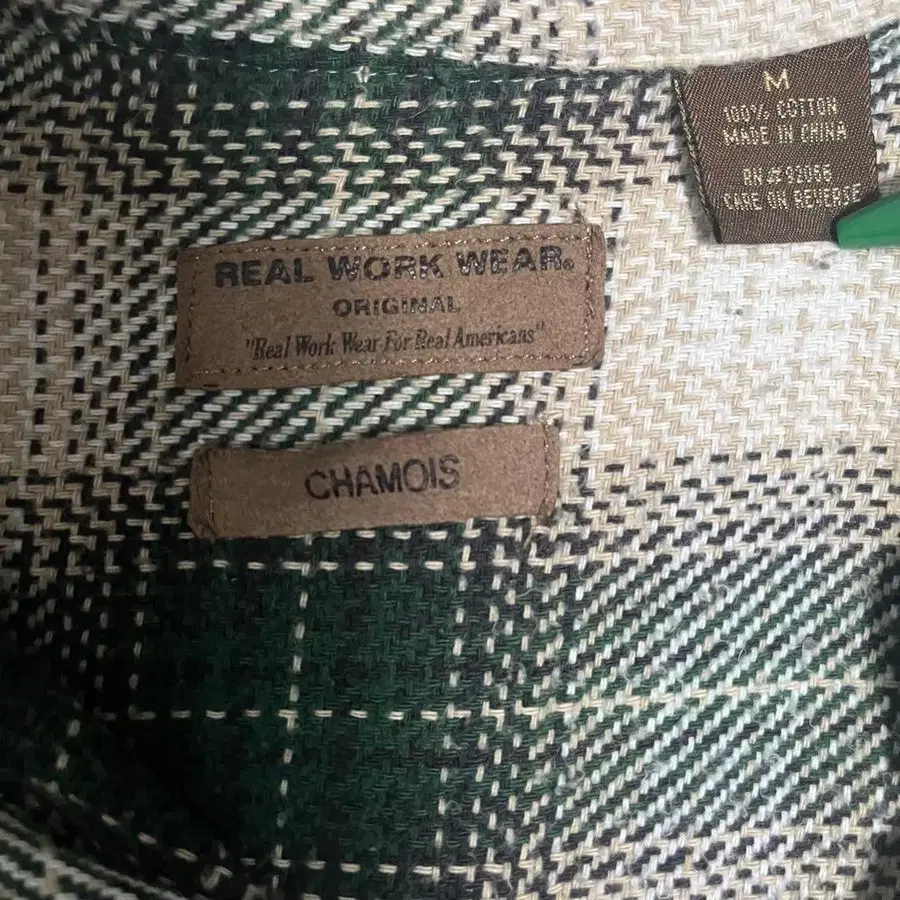 M
100% COTTON
MADE IN CHINA
CARE ON REVERSE
REAL WORK WEAR®
ORIGINAL
"Real Work Wear For Real Americans"
CHAMOIS